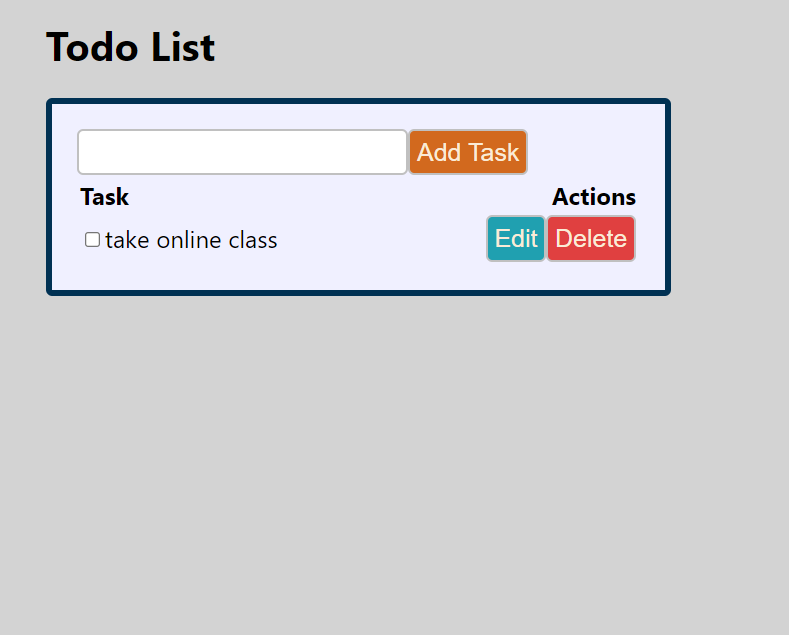 Todo List
Add Task
Task Actions
take online class Edit Delete